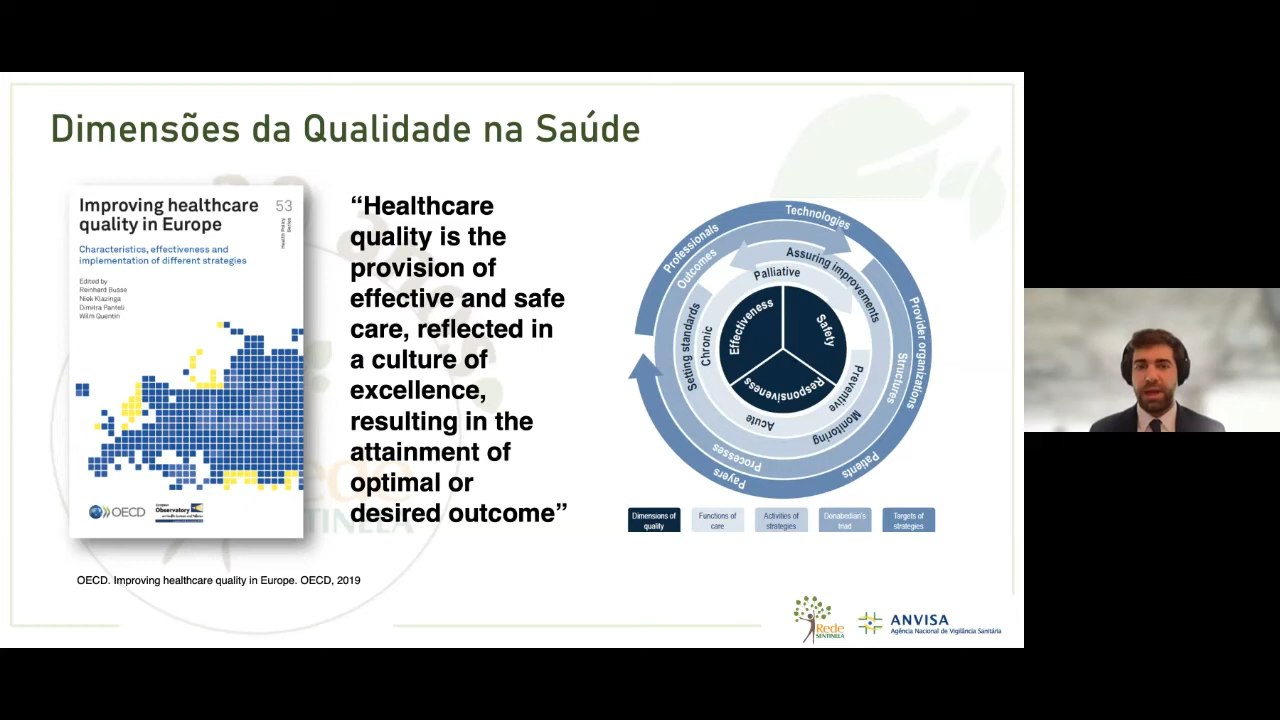 Dimensões da Qualidade na Saúde
Improving healthcare
quality in Europe
53
Health Policy
Series
Characteristics, effectiveness and
implementation of different strategies
Edited by
Reinhard Busse
Niek Klazinga
Dimitra Panteli
Wilm Quentin
OECD
European
Observatory
“Healthcare
quality is the
provision of
effective and safe
care, reflected in
a culture of
excellence,
resulting in the
attainment of
optimal or
desired outcome”
Technologies
Professionals
Provider organizations
Patients
Payers
Outcomes
Structures
Processes
Assuring improvements
Setting standards
Monitoring
Palliative
Chronic
Preventive
Acute
Effectiveness
Safety
Responsiveness
Dimensions of
quality
Functions of
care
Activities of
strategies
Donabedian's
triad
Targets of
strategies
OECD. Improving healthcare quality in Europe. OECD, 2019
Rede
SENTINELA
ANVISA
Agência Nacional de Vigilância Sanitária